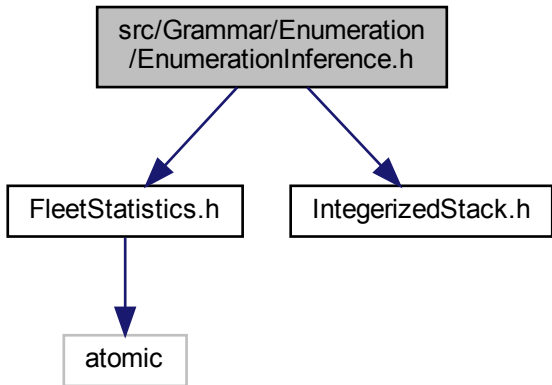 src/Grammar/Enumeration
/EnumerationInference.h
FleetStatistics.h
IntegerizedStack.h
atomic